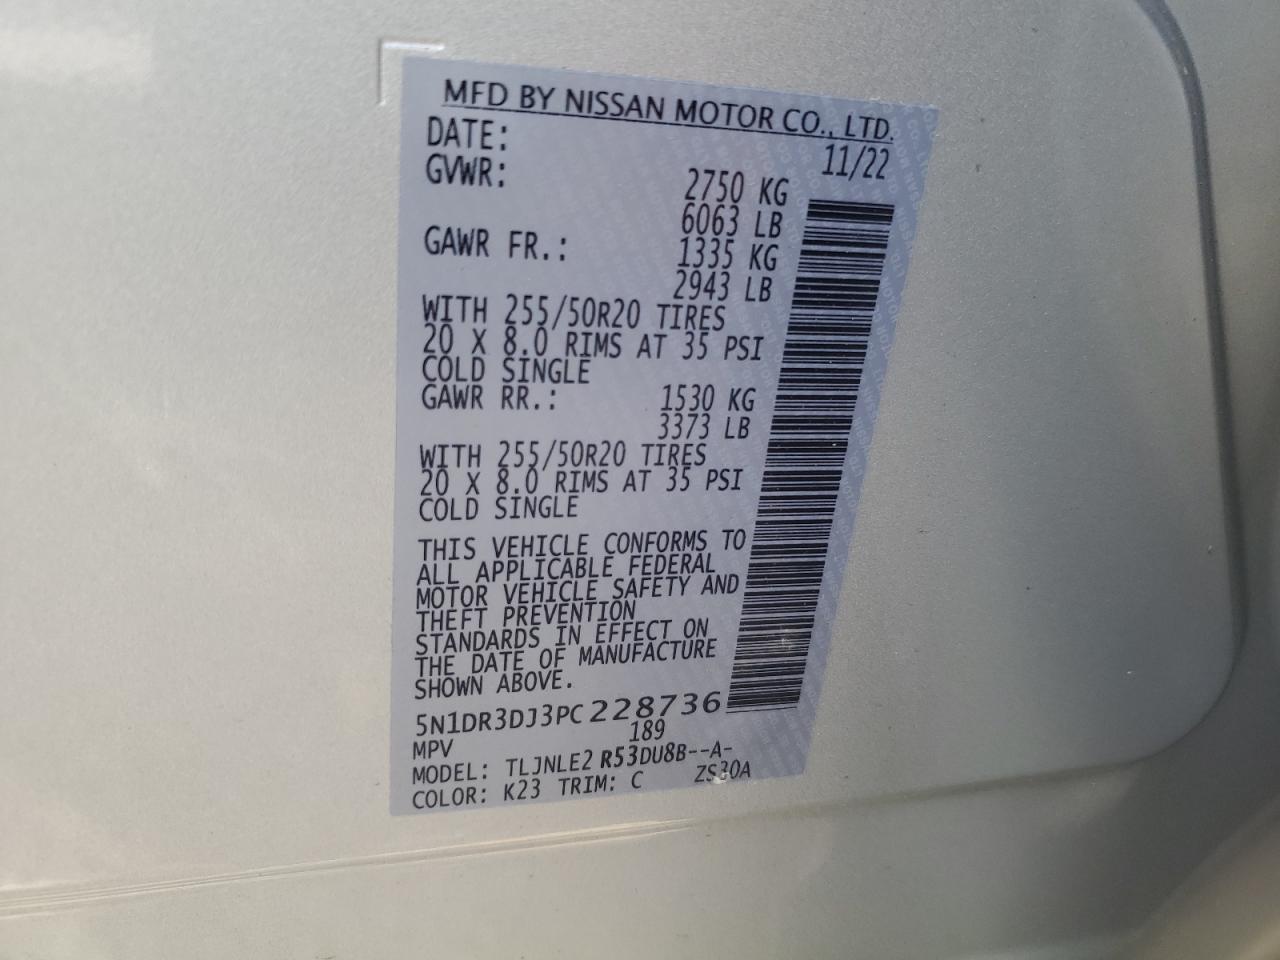 MFD BY NISSAN MOTOR CO., LTD.
DATE: 11/22
GVWR: 2750 KG
6063 LB
GAWR FR.: 1335 KG
2943 LB
WITH 255/50R20 TIRES
20 X 8.0 RIMS AT 35 PSI
COLD SINGLE
GAWR RR.: 1530 KG
3373 LB
WITH 255/50R20 TIRES
20 X 8.0 RIMS AT 35 PSI
COLD SINGLE
THIS VEHICLE CONFORMS TO
ALL APPLICABLE FEDERAL
MOTOR VEHICLE SAFETY AND
THEFT PREVENTION
STANDARDS IN EFFECT ON
THE DATE OF MANUFACTURE
SHOWN ABOVE.
5N1DR3DJ3PC228736
MPV 189
MODEL: TLJNLE2 R53DU8B--A-
COLOR: K23 TRIM: C ZS30A